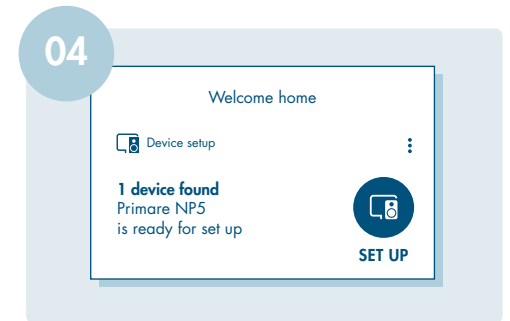 04
Welcome home
Device setup
1 device found
Primare NP5
is ready for set up
SET UP